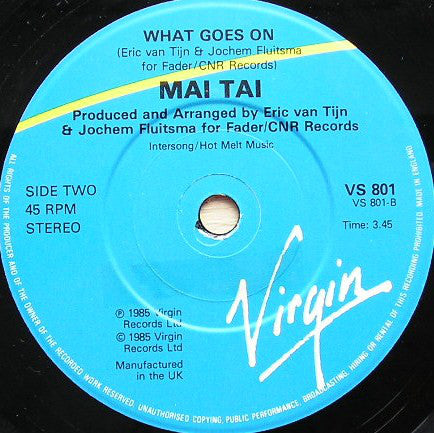 WHAT GOES ON
(Eric van Tijn & Jochem Fluitsma
for Fader/CNR Records)
MAI TAI
Produced and Arranged by Eric van Tijn
& Jochem Fluitsma for Fader/CNR Records
Intersong/Hot Melt Music
SIDE TWO
45 RPM
STEREO
VS 801
VS 801-B
Time: 3.45
℗ 1985 Virgin
Records Ltd
© 1985 Virgin
Records Ltd
Manufactured
in the UK
Virgin
ALL RIGHTS OF THE PRODUCER AND OF THE OWNER OF THE RECORDED WORK RESERVED. UNAUTHORISED COPYING, PUBLIC PERFORMANCE, BROADCASTING, HIRING OR RENTAL OF THIS RECORDING PROHIBITED. MADE IN ENGLAND